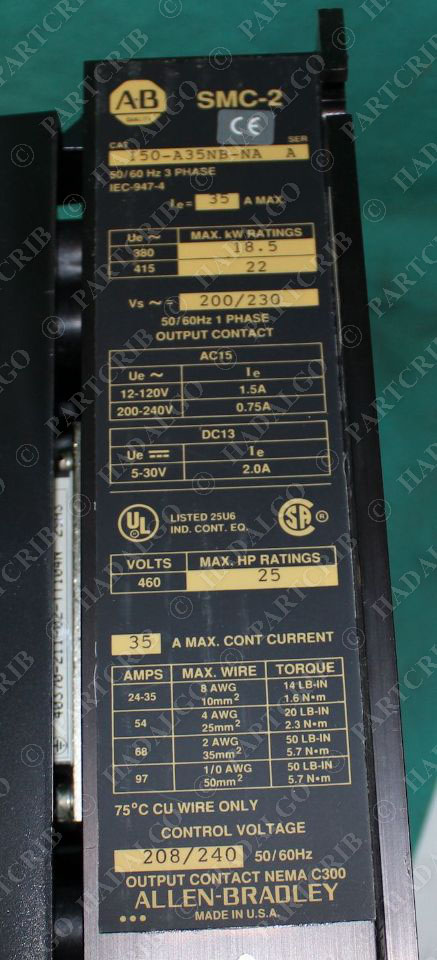 A-B
QUALITY
SMC-2
CE
CAT SER
150-A35NB-NA A
50/60 Hz 3 PHASE
IEC-947-4
Ie = 35 A MAX.
Ue ~ MAX. kW RATINGS
380 18.5
415 22
Vs ~ = 200/230
50/60Hz 1 PHASE
OUTPUT CONTACT
AC15
Ue ~ Ie
12-120V 1.5A
200-240V 0.75A
DC13
Ue Ie
5-30V 2.0A
UL LISTED 25U6
IND. CONT. EQ.
SA ®
VOLTS MAX. HP RATINGS
460 25
35 A MAX. CONT CURRENT
AMPS MAX. WIRE TORQUE
24-35 8 AWG 14 LB-IN
10mm² 1.6 N•m
54 4 AWG 20 LB-IN
25mm² 2.3 N•m
68 2 AWG 50 LB-IN
35mm² 5.7 N•m
97 1/0 AWG 50 LB-IN
50mm² 5.7 N•m
75°C CU WIRE ONLY
CONTROL VOLTAGE
208/240 50/60Hz
OUTPUT CONTACT NEMA C300
ALLEN-BRADLEY
MADE IN U.S.A.
© PARTCRIB
© HADALGO